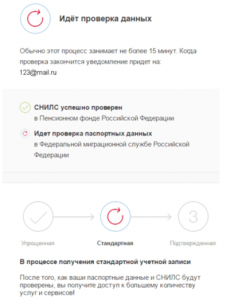 Идёт проверка данных
Обычно этот процесс занимает не более 15 минут. Когда
проверка закончится уведомление придет на:
123@mail.ru
СНИЛС успешно проверен
в Пенсионном фонде Российской Федерации
Идет проверка паспортных данных
в Федеральной миграционной службе Российской
Федерации
3
Упрощенная
Стандартная
Подтвержденная
В процессе получения стандартной учетной записи
После того, как ваши паспортные данные и СНИЛС будут
проверены, вы получите доступ к большему количеству
услуг и сервисов!